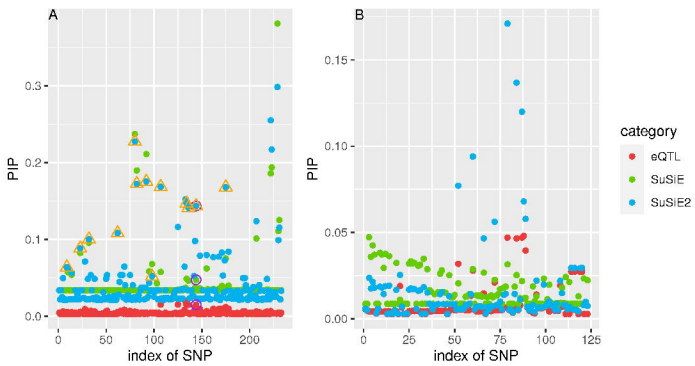 A
B
PIP
0.3
0.2
0.1
0.0
0 50 100 150 200
index of SNP
PIP
0.15
0.10
0.05
0.00
0 25 50 75 100 125
index of SNP
category
eQTL
SuSiE
SuSiE2